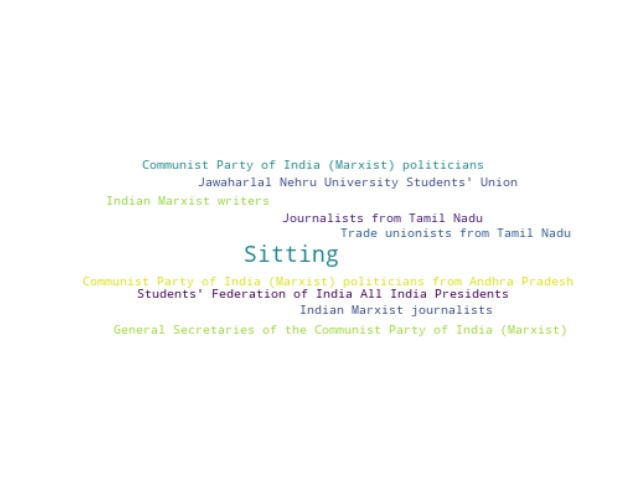 Communist Party of India (Marxist) politicians
Jawaharlal Nehru University Students' Union
Indian Marxist writers
Journalists from Tamil Nadu
Trade unionists from Tamil Nadu
Sitting
Communist Party of India (Marxist) politicians from Andhra Pradesh
Students' Federation of India All India Presidents
Indian Marxist journalists
General Secretaries of the Communist Party of India (Marxist)